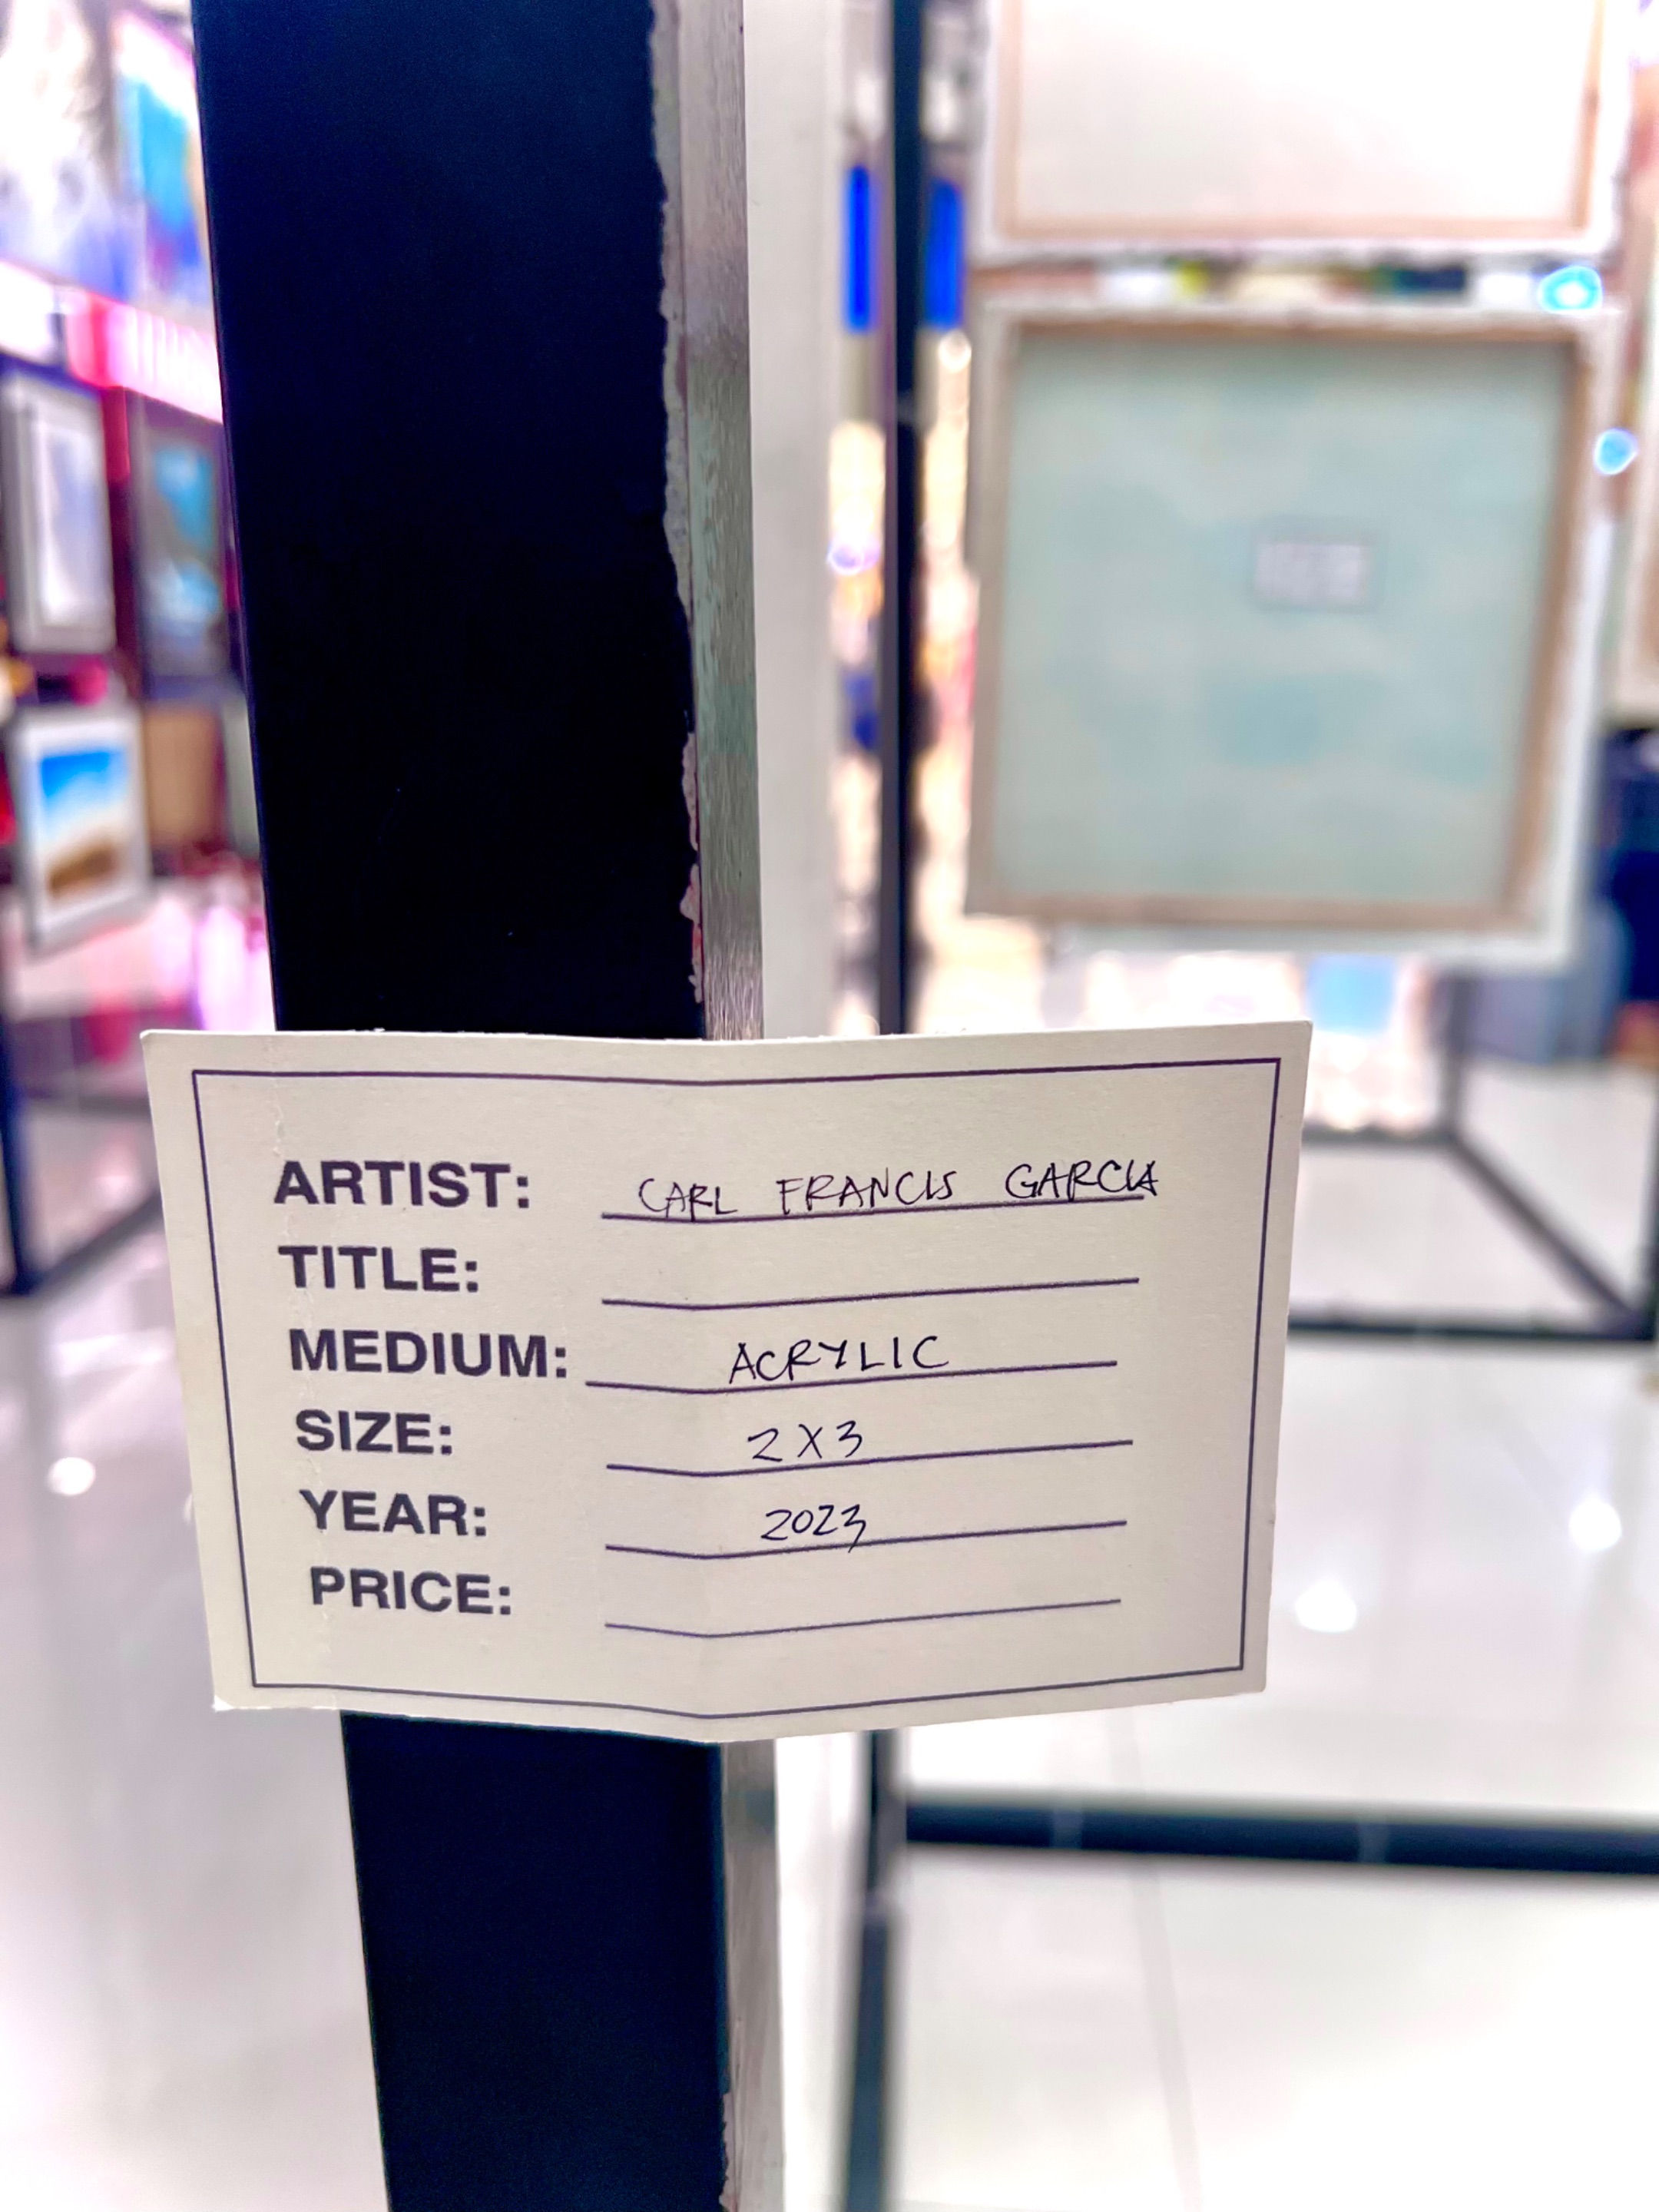 ARTIST: CARL FRANCIS GARCIA
TITLE:
MEDIUM: ACRYLIC
SIZE: 2X3
YEAR: 2023
PRICE: